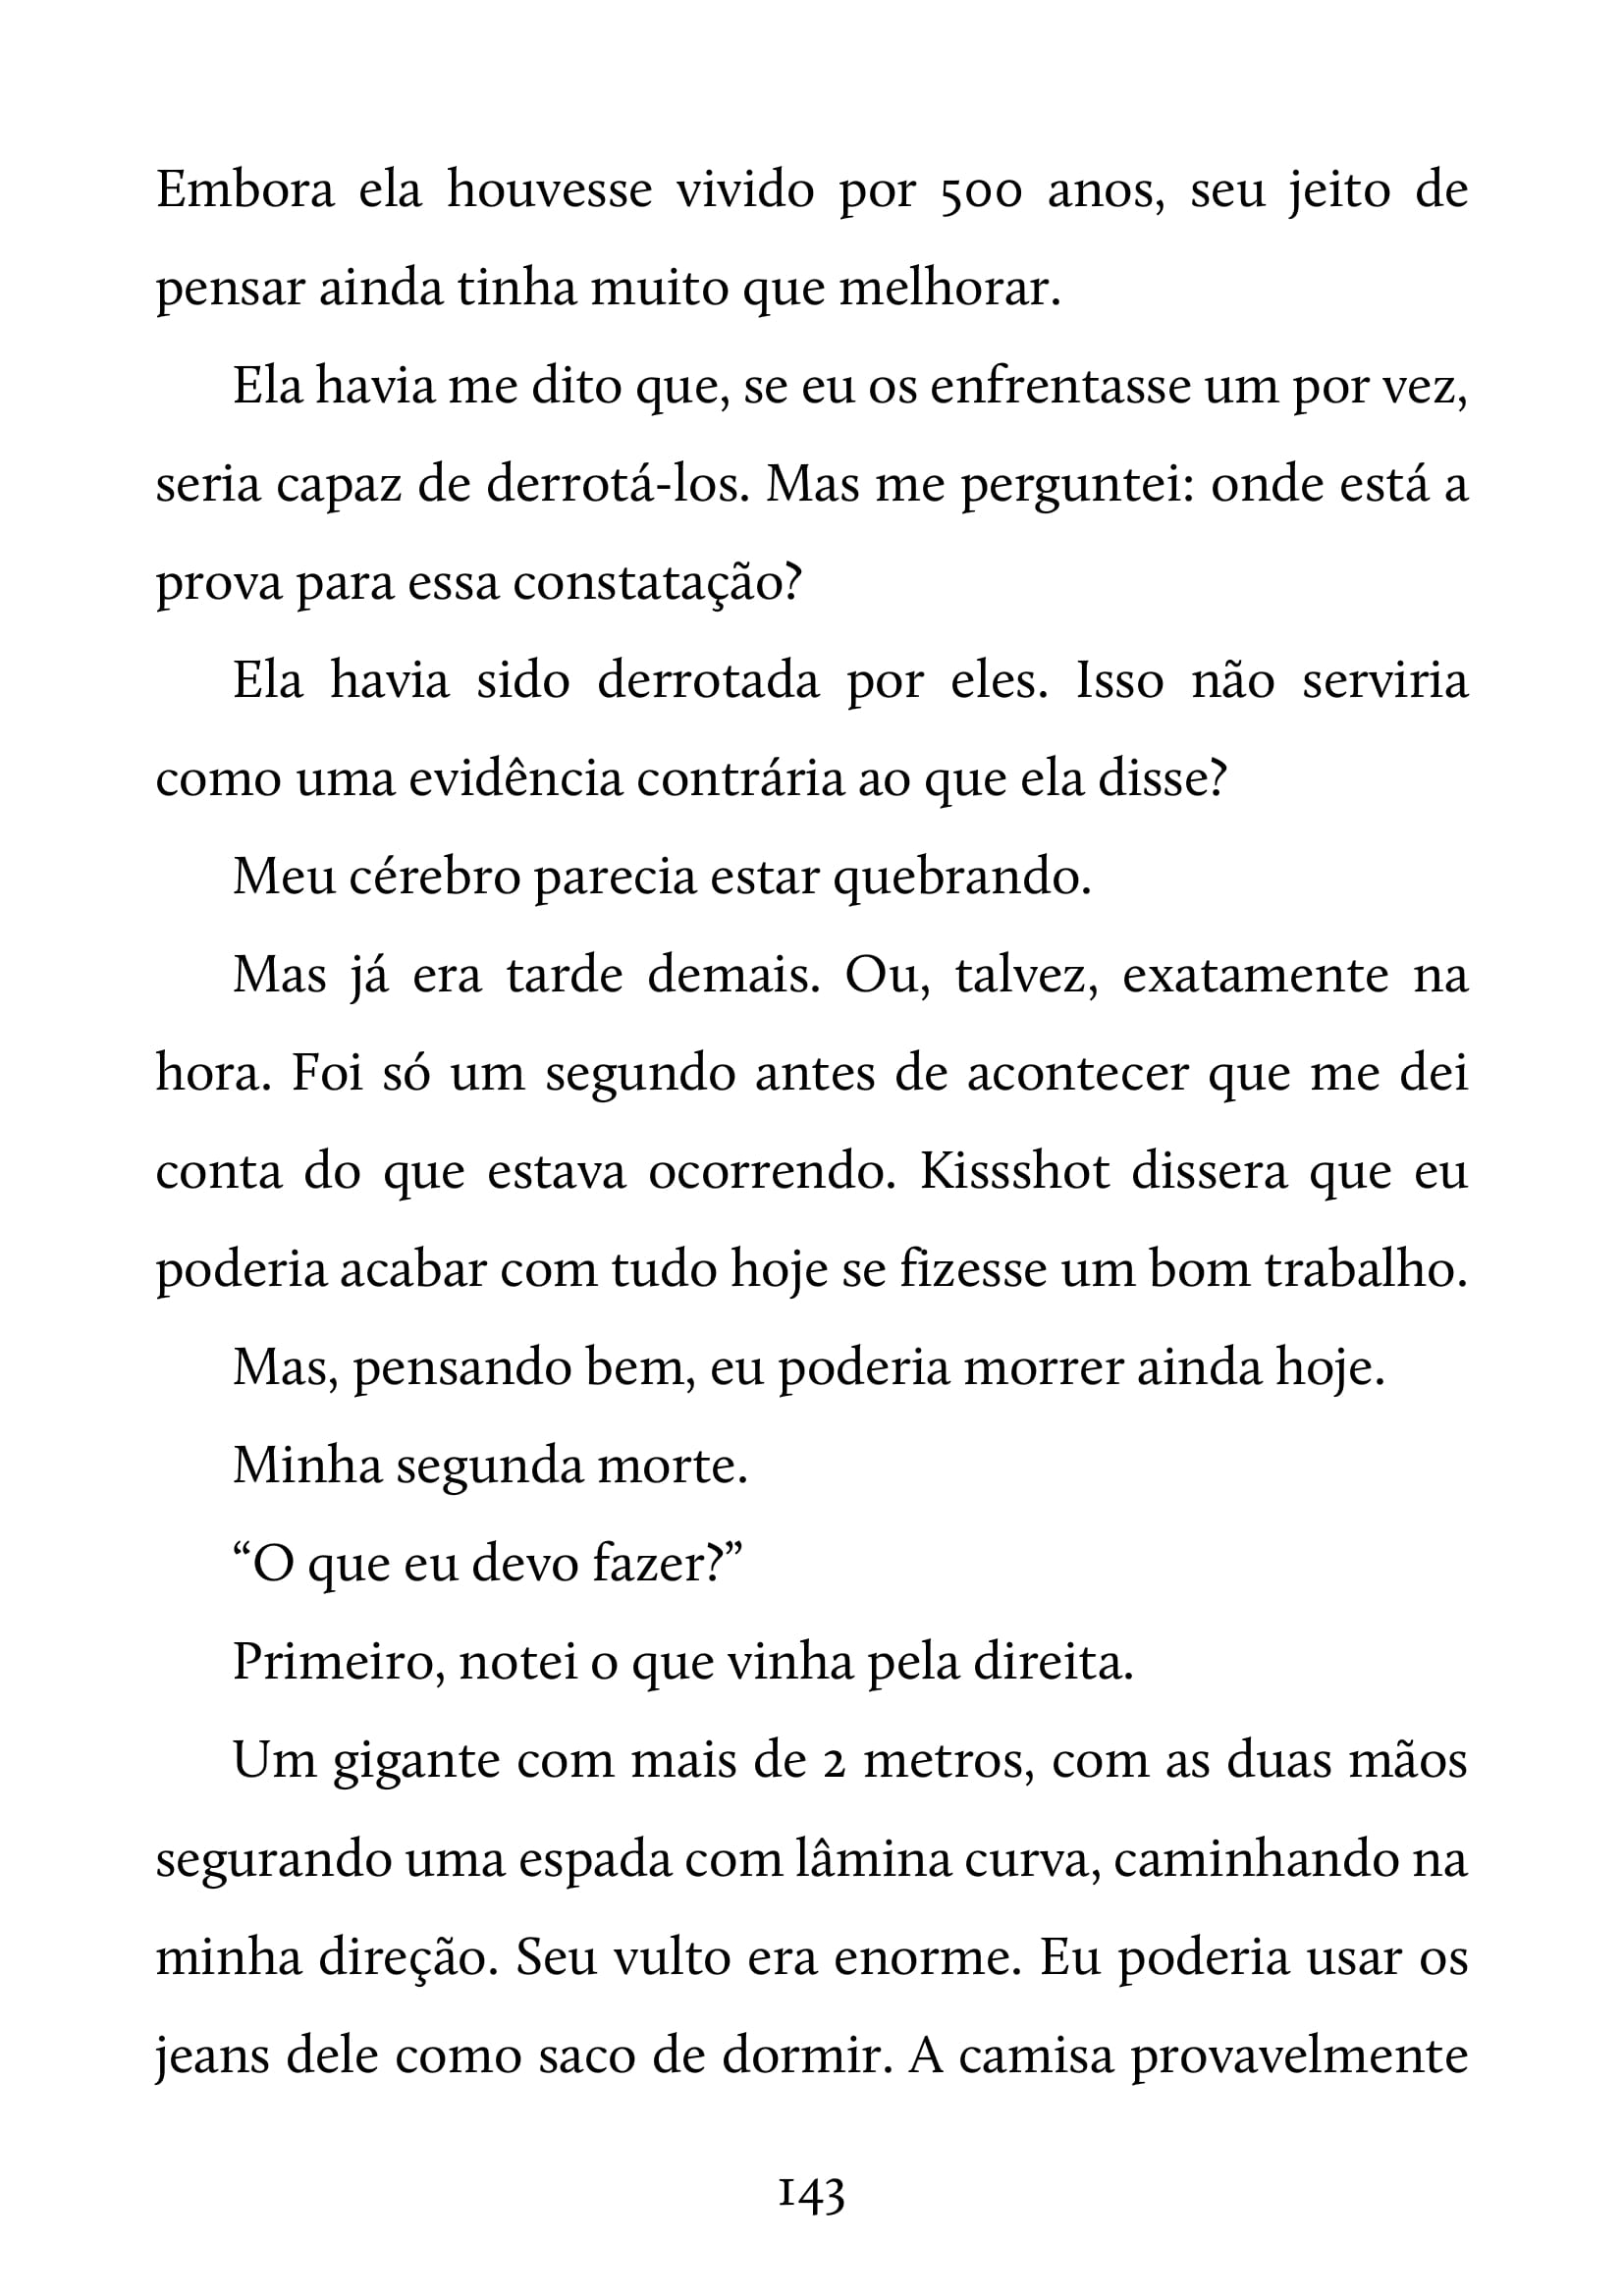 Embora ela houvesse vivido por 500 anos, seu jeito de
pensar ainda tinha muito que melhorar.
Ela havia me dito que, se eu os enfrentasse um por vez,
seria capaz de derrotá-los. Mas me perguntei: onde está a
prova para essa constatação?
Ela havia sido derrotada por eles. Isso não serviria
como uma evidência contrária ao que ela disse?
Meu cérebro parecia estar quebrando.
Mas já era tarde demais. Ou, talvez, exatamente na
hora. Foi só um segundo antes de acontecer que me dei
conta do que estava ocorrendo. Kissshot dissera que eu
poderia acabar com tudo hoje se fizesse um bom trabalho.
Mas, pensando bem, eu poderia morrer ainda hoje.
Minha segunda morte.
“O que eu devo fazer?”
Primeiro, notei o que vinha pela direita.
Um gigante com mais de 2 metros, com as duas mãos
segurando uma espada com lâmina curva, caminhando na
minha direção. Seu vulto era enorme. Eu poderia usar os
jeans dele como saco de dormir. A camisa provavelmente
143